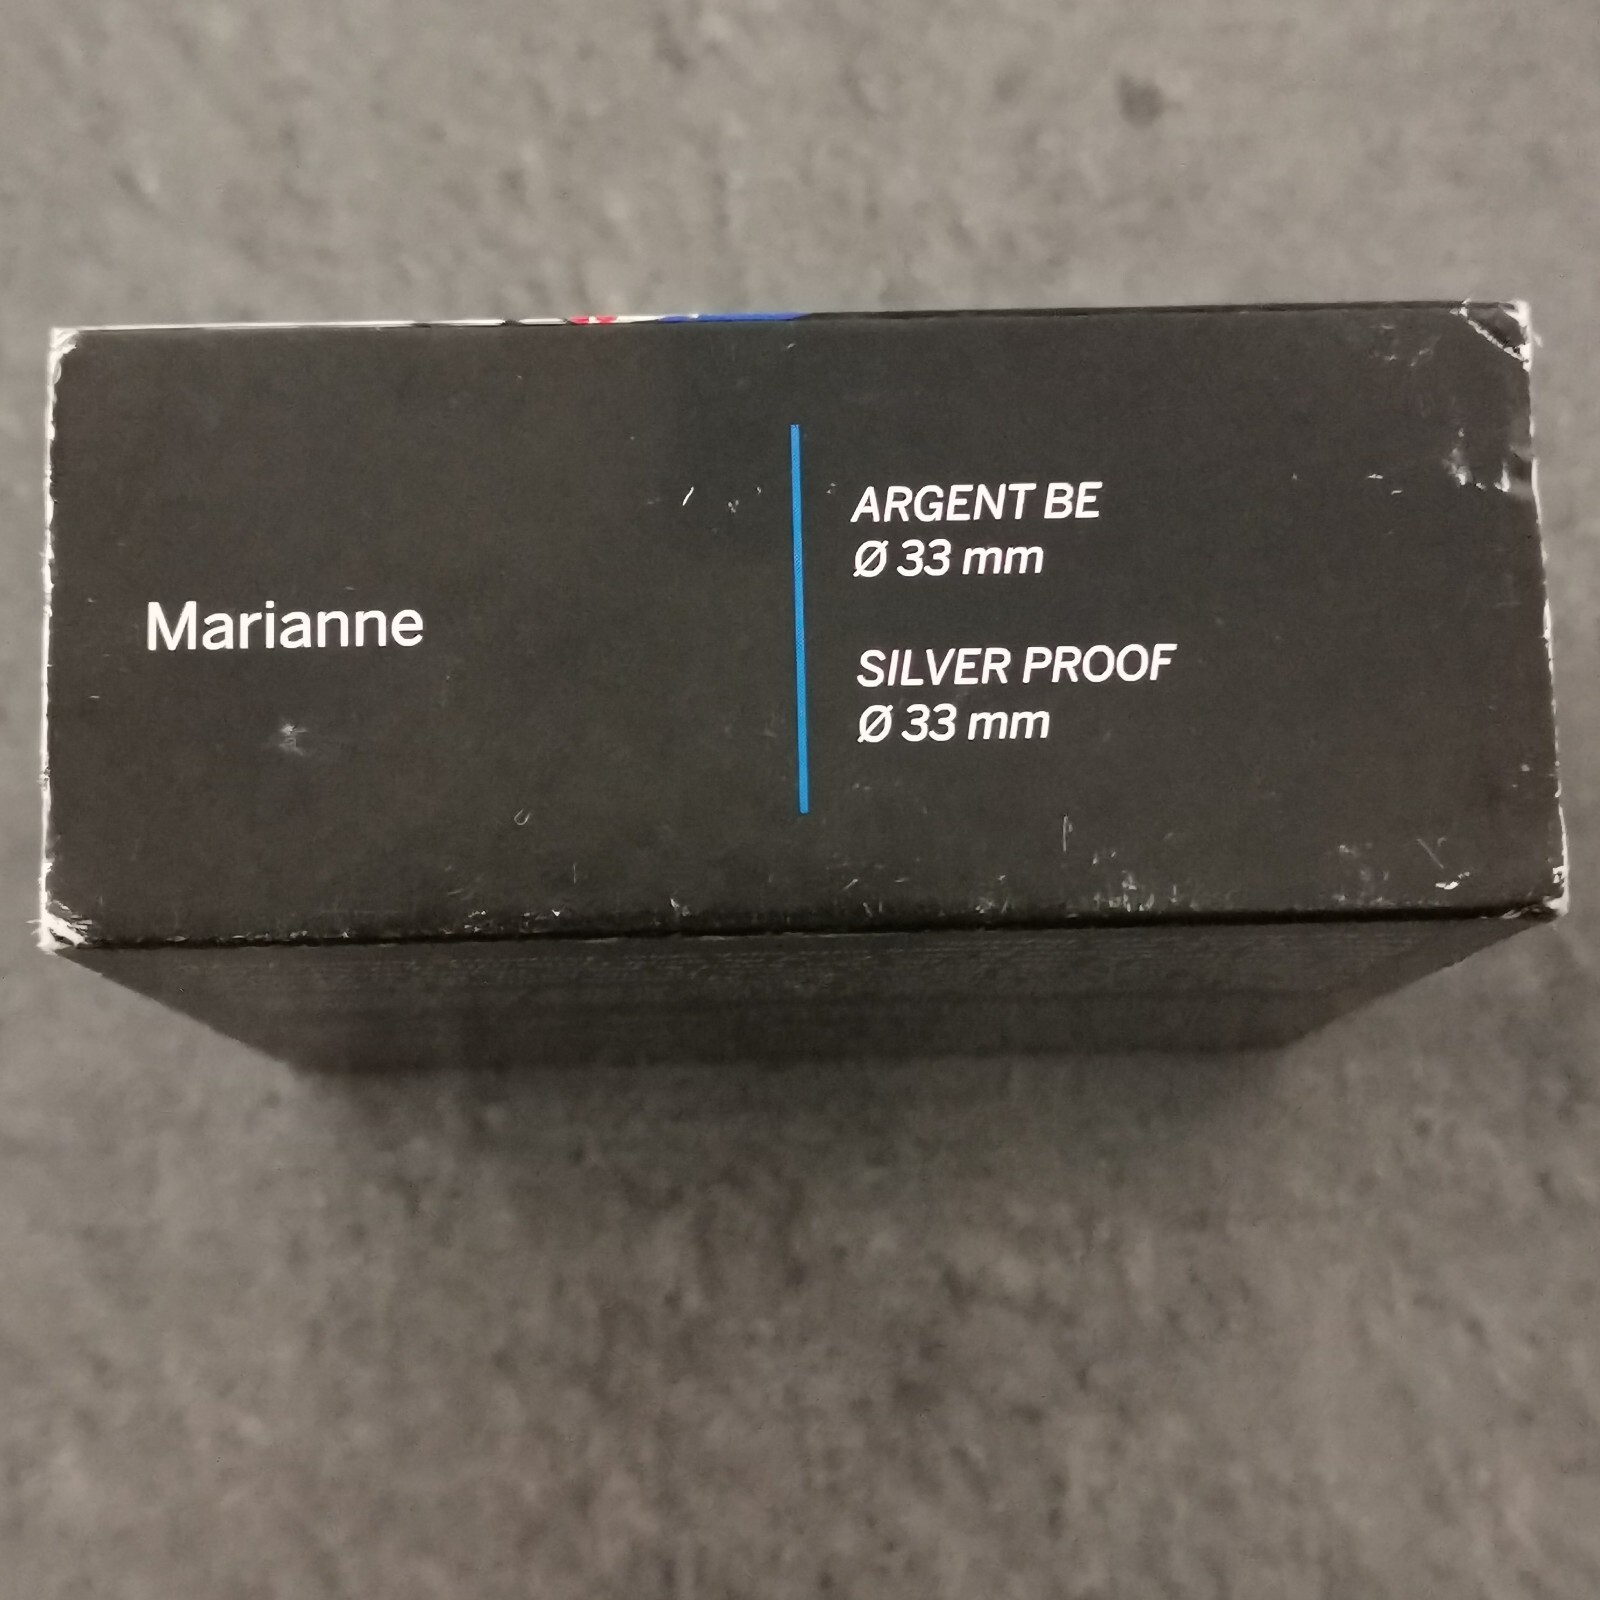 Marianne
ARGENT BE
Ø 33 mm
SILVER PROOF
Ø 33 mm